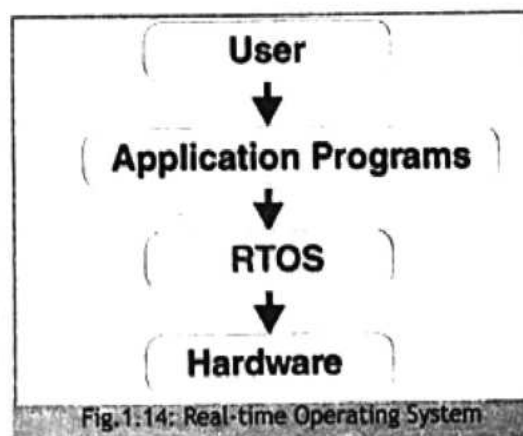 User
Application Programs
RTOS
Hardware
Fig.1.14: Real-time Operating System